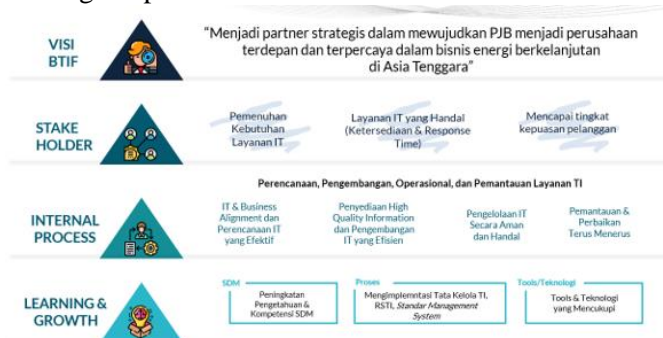 VISI
BTIF
“Menjadi partner strategis dalam mewujudkan PJB menjadi perusahaan
terdepan dan terpercaya dalam bisnis energi berkelanjutan
di Asia Tenggara”
STAKE
HOLDER
Pemenuhan
Kebutuhan
Layanan IT
Layanan IT yang Handal
(Ketersediaan & Response
Time)
Mencapai tingkat
kepuasan pelanggan
Perencanaan, Pengembangan, Operasional, dan Pemantauan Layanan TI
INTERNAL
PROCESS
IT & Business
Alignment dan
Perencanaan IT
yang Efektif
Penyediaan High
Quality Information
dan Pengembangan
IT yang Efisien
Pengelolaan IT
Secara Aman
dan Handal
Pemantauan &
Perbaikan
Terus Menerus
LEARNING &
GROWTH
SDM
Peningkatan
Pengetahuan &
Kompetensi SDM
Proses
Mengimplemntasi Tata Kelola TI,
RSTI, Standar Management
System
Tools/Teknologi
Tools & Teknologi
yang Mencukupi